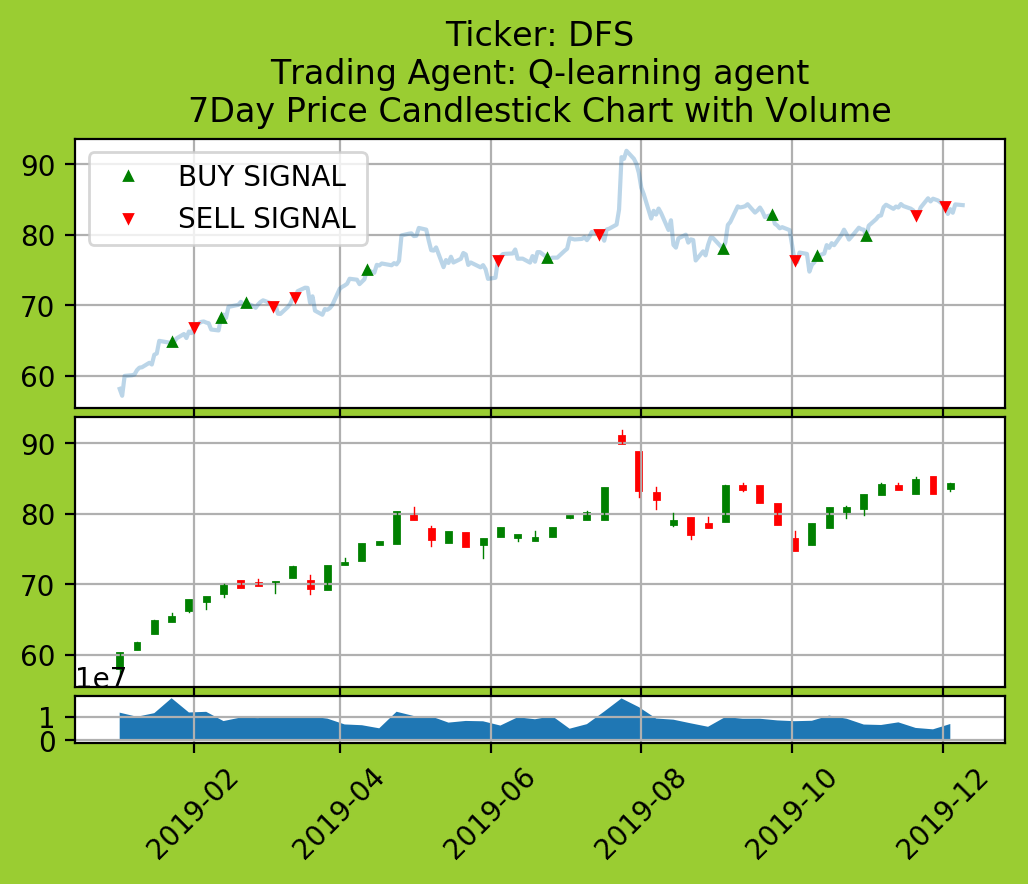 Ticker: DFS
Trading Agent: Q-learning agent
7Day Price Candlestick Chart with Volume
90
80
70
60
BUY SIGNAL
SELL SIGNAL
90
80
70
60
1e7
1
0
2019-02
2019-04
2019-06
2019-08
2019-10
2019-12